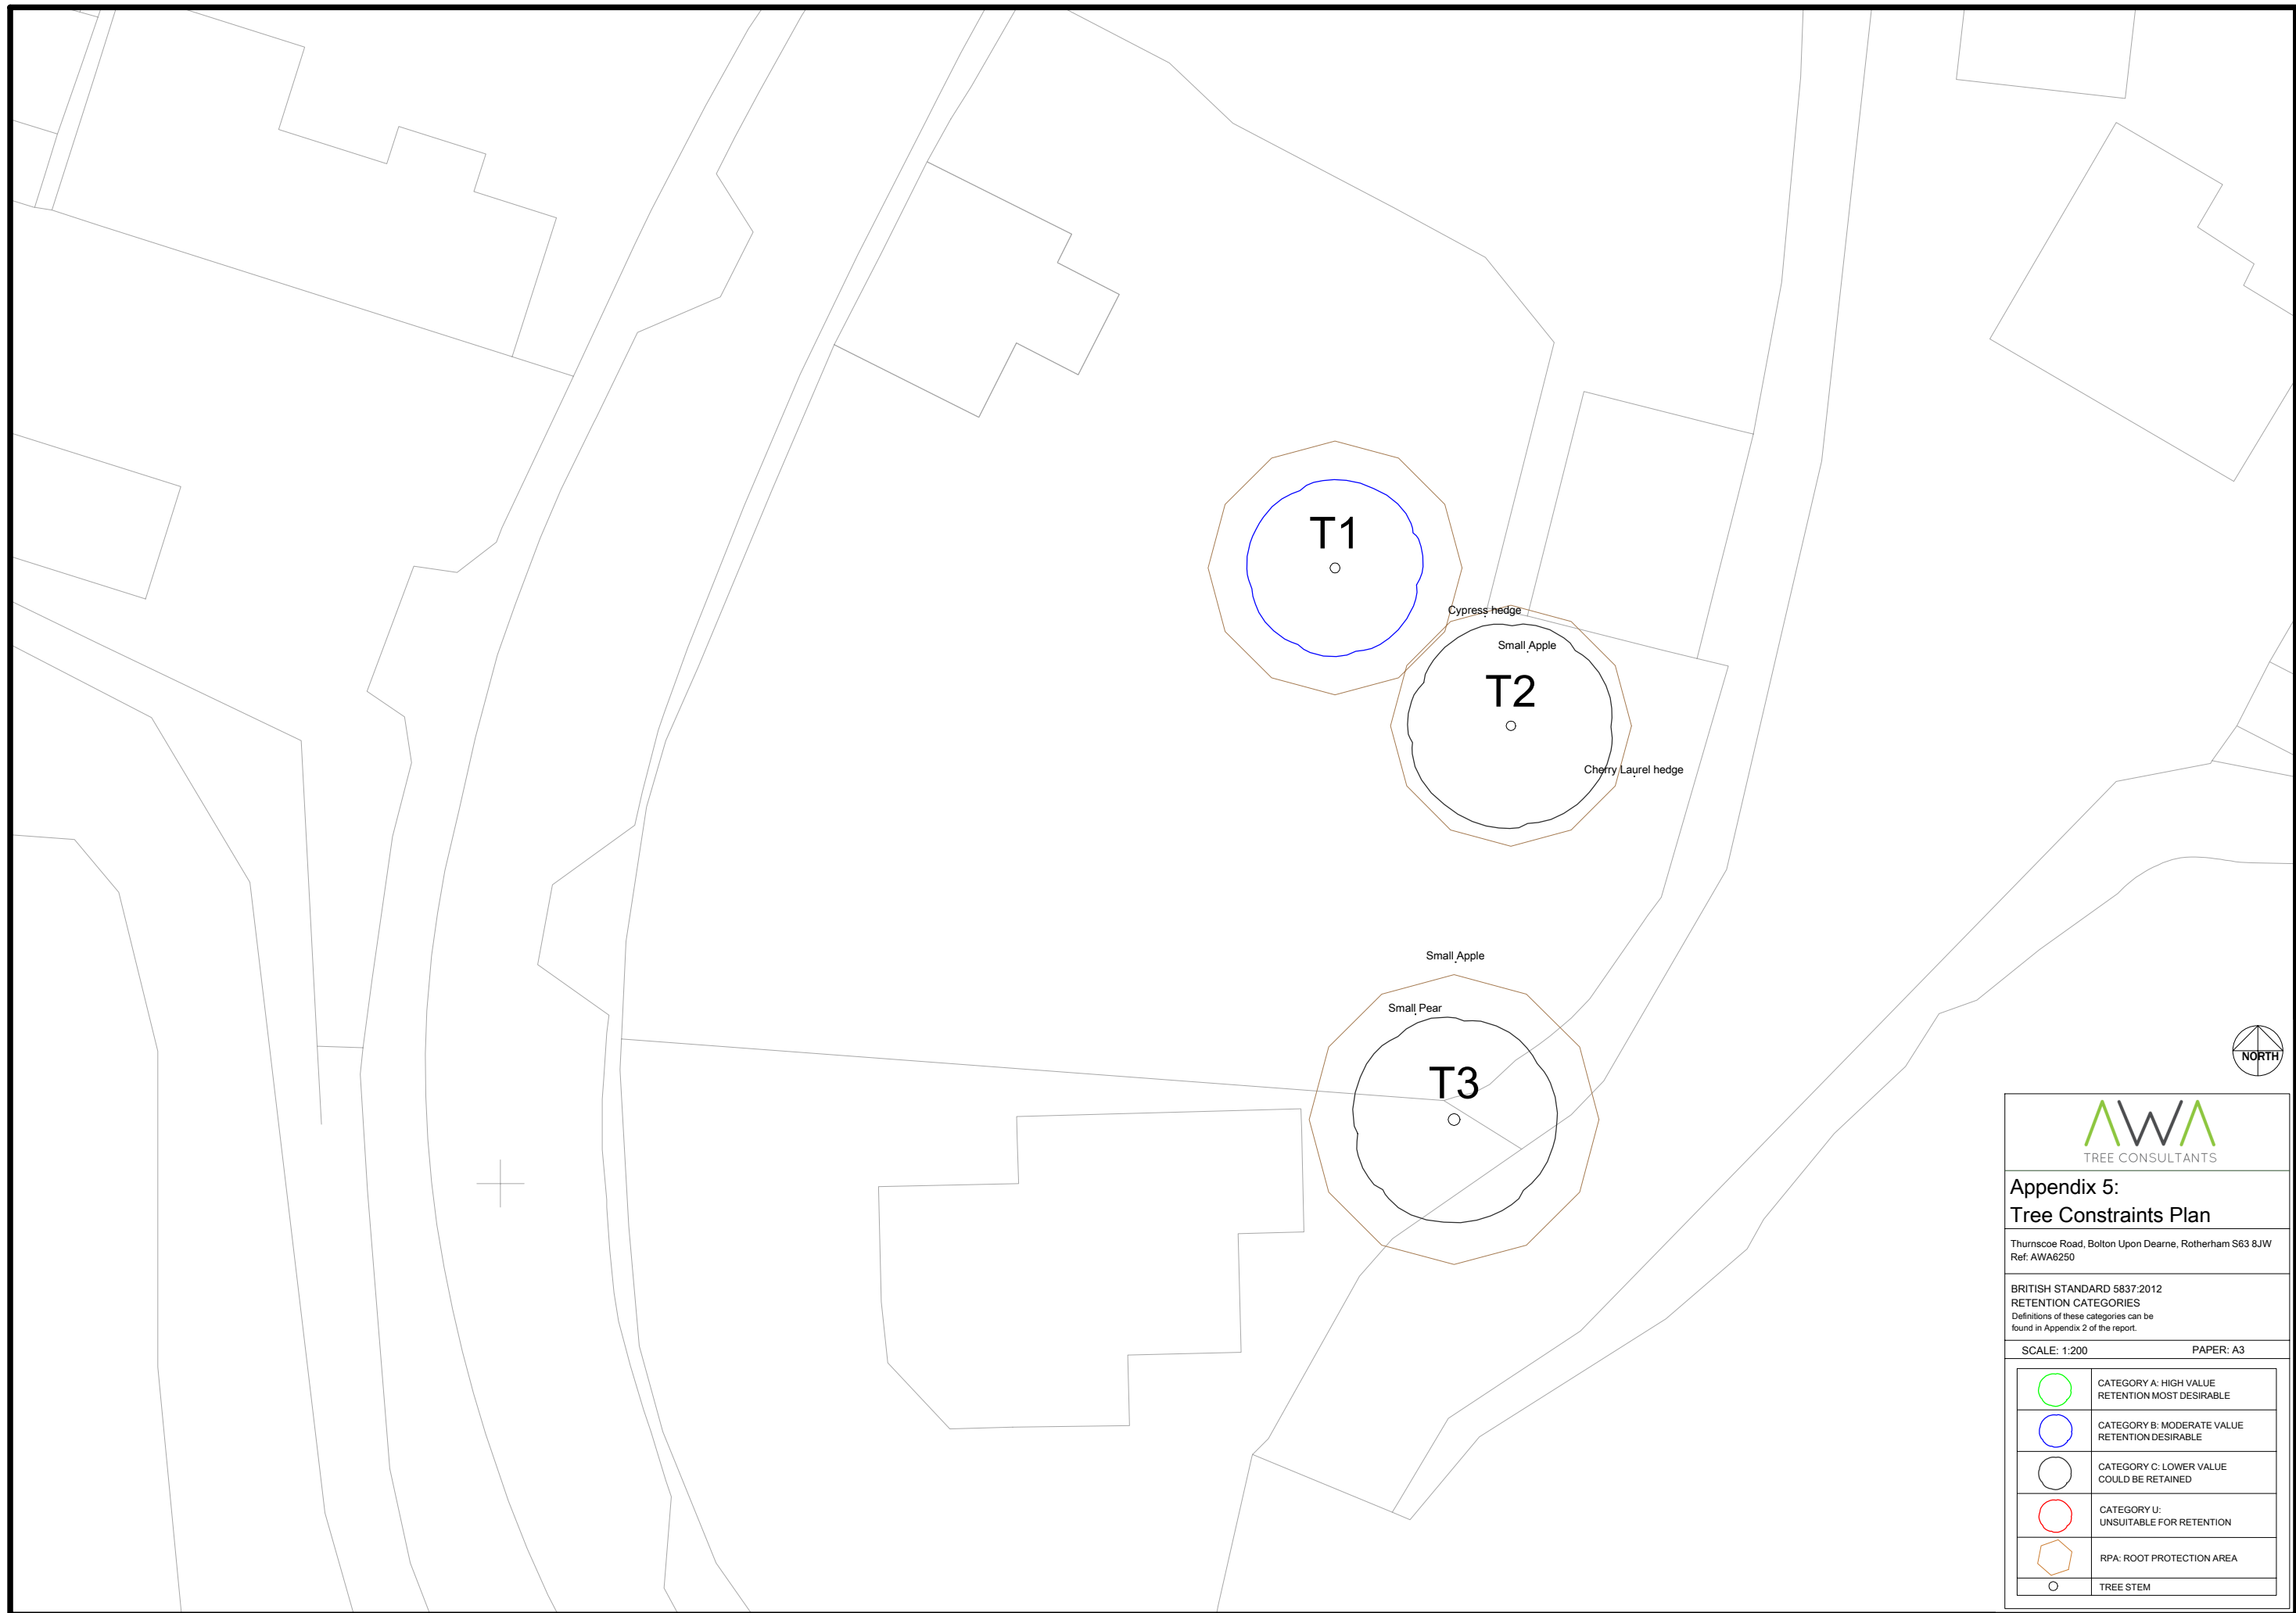 T1
Cypress hedge
Small Apple
T2
Cherry Laurel hedge
Small Apple
Small Pear
T3
NORTH
AWA
TREE CONSULTANTS
Appendix 5:
Tree Constraints Plan
Thurnscoe Road, Bolton Upon Dearne, Rotherham S63 8JW
Ref: AWA6250
BRITISH STANDARD 5837:2012
RETENTION CATEGORIES
Definitions of these categories can be
found in Appendix 2 of the report.
SCALE: 1:200 PAPER: A3
CATEGORY A: HIGH VALUE
RETENTION MOST DESIRABLE
CATEGORY B: MODERATE VALUE
RETENTION DESIRABLE
CATEGORY C: LOWER VALUE
COULD BE RETAINED
CATEGORY U:
UNSUITABLE FOR RETENTION
RPA: ROOT PROTECTION AREA
TREE STEM